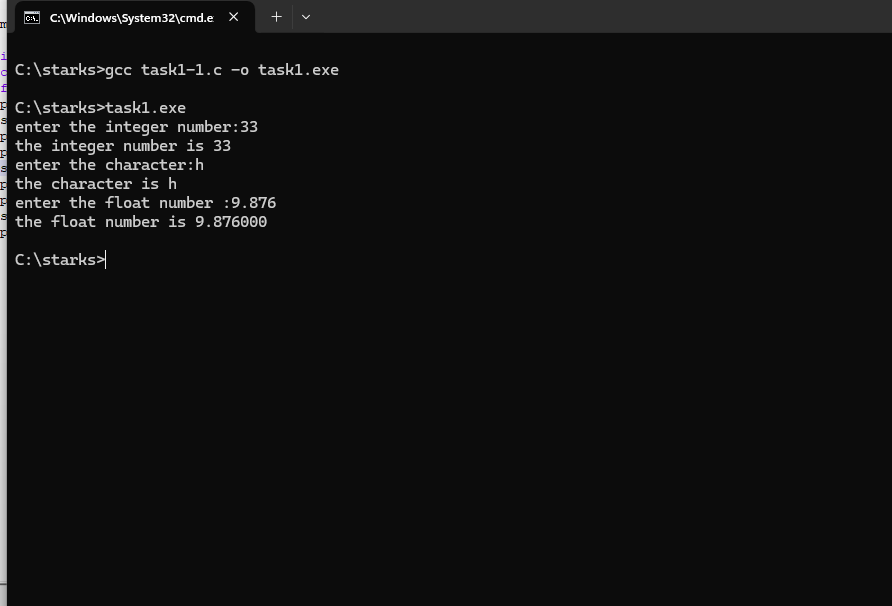 C:\Windows\System32\cmd.e
C:\starks>gcc task1-1.c -o task1.exe
C:\starks>task1.exe
enter the integer number:33
the integer number is 33
enter the character:h
the character is h
enter the float number :9.876
the float number is 9.876000
C:\starks>